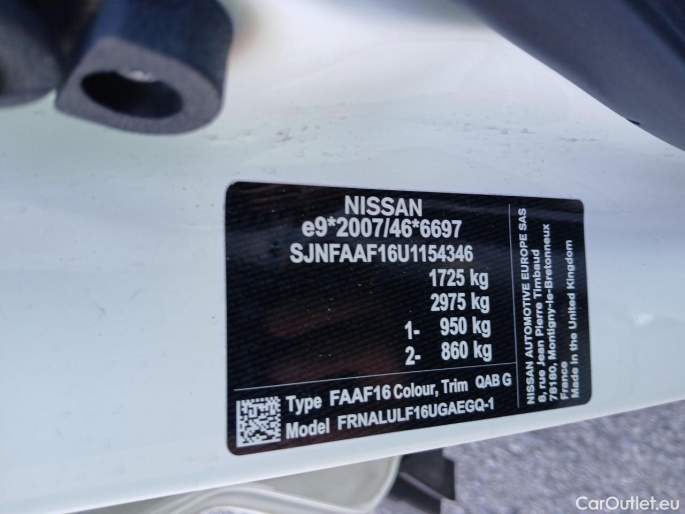 NISSAN
e9*2007/46*6697
SJNFAAF16U1154346
1725 kg
2975 kg
1- 950 kg
2- 860 kg
Type FAAF16 Colour, Trim QAB G
Model FRNALULF16UGAEGQ-1
NISSAN AUTOMOTIVE EUROPE SAS
8, rue Jean Pierre Timbaud
78180, Montigny-le-Bretonneux
France
Made in the United Kingdom
CarOutlet.eu